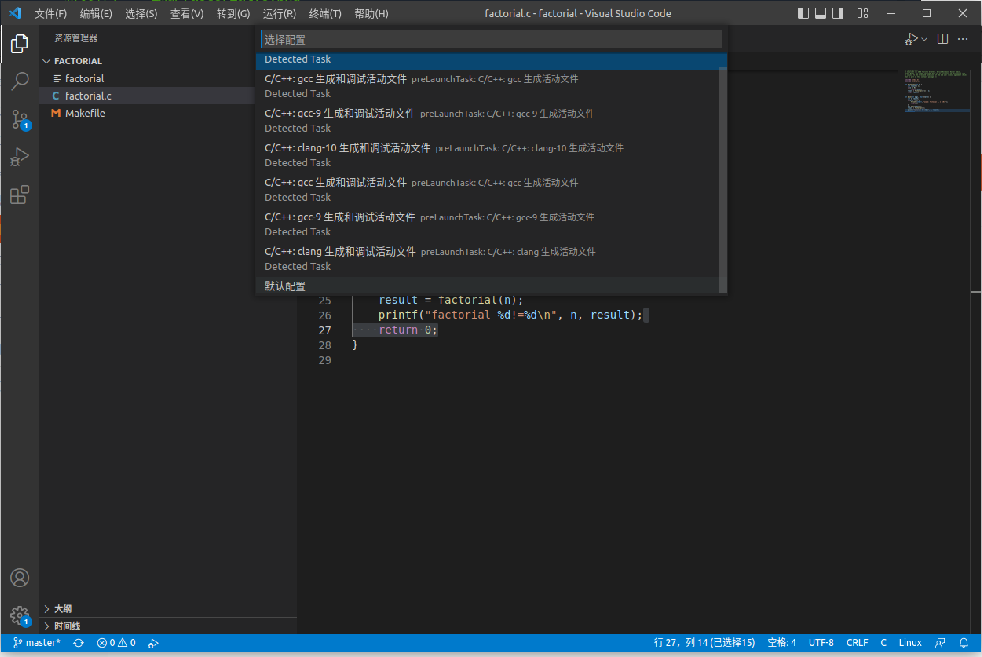 文件(F) 编辑(E) 选择(S) 查看(V) 转到(G) 运行(R) 终端(T) 帮助(H) factorial.c - factorial - Visual Studio Code
资源管理器
FACTORIAL
factorial
C factorial.c
M Makefile
选择配置
Detected Task
C/C++: gcc 生成和调试活动文件 preLaunchTask: C/C++: gcc 生成活动文件
Detected Task
C/C++: gcc-9 生成和调试活动文件 preLaunchTask: C/C++: gcc-9 生成活动文件
Detected Task
C/C++: clang-10 生成和调试活动文件 preLaunchTask: C/C++: clang-10 生成活动文件
Detected Task
C/C++: gcc 生成和调试活动文件 preLaunchTask: C/C++: gcc 生成活动文件
Detected Task
C/C++: gcc-9 生成和调试活动文件 preLaunchTask: C/C++: gcc-9 生成活动文件
Detected Task
C/C++: clang 生成和调试活动文件 preLaunchTask: C/C++: clang 生成活动文件
Detected Task
默认配置
25 result = factorial(n);
26 printf("factorial %d!=%d\n", n, result);
27 return 0;
28 }
29
1
1
大纲
时间线
master* 0 0 行 27，列 14 (已选择15) 空格: 4 UTF-8 CRLF C Linux